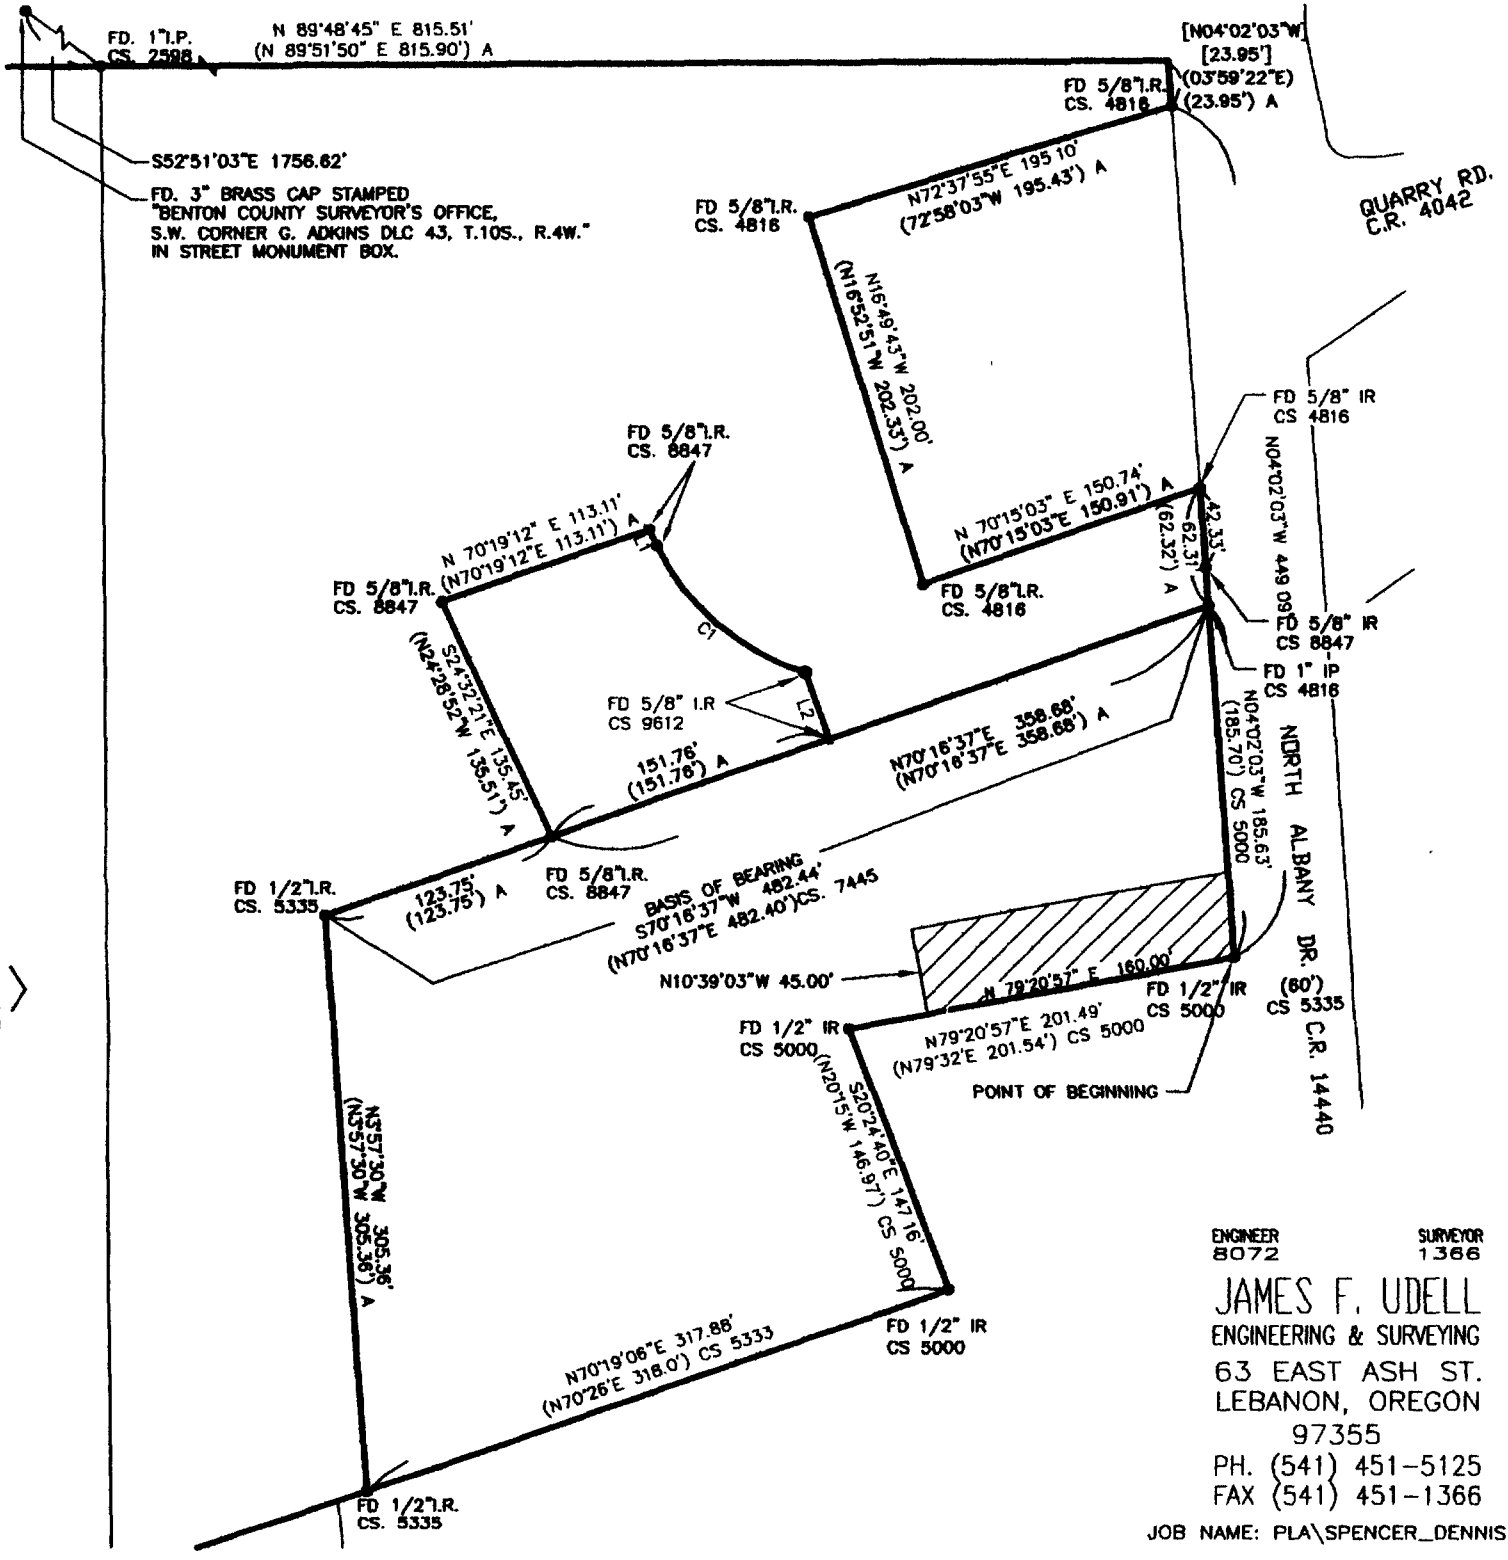 FD. 1"I.P.
CS. 2598
N 89°48'45" E 815.51'
(N 89°51'50" E 815.90') A
[N04°02'03"W]
[23.95']
(03°59'22"E)
(23.95') A
FD 5/8"I.R.
CS. 4816
S52°51'03"E 1756.62'
FD. 3" BRASS CAP STAMPED
"BENTON COUNTY SURVEYOR'S OFFICE,
S.W. CORNER G. ADKINS DLC 43, T.10S., R.4W."
IN STREET MONUMENT BOX.
N72°37'55"E 195.10'
(72°58'03"W 195.43') A
QUARRY RD.
C.R. 4042
FD 5/8"I.R.
CS. 4816
N16°49'43"W 202.00'
(N16°52'51"W 202.33') A
FD 5/8" IR
CS 4816
FD 5/8"I.R.
CS. 8847
N04°02'03"W 449.09'
N 70°15'03" E 150.74'
(N70°15'03"E 150.91') A
42.33'
62.31'
(62.32') A
N 70°19'12" E 113.11'
(N70°19'12"E 113.11') A
L1
FD 5/8"I.R.
CS. 8847
FD 5/8"I.R.
CS. 4816
FD 5/8" IR
CS 8847
C1
FD 1" IP
CS 4816
S24°32'21"E 135.45'
(N24°28'52"W 135.51') A
FD 5/8" I.R
CS 9612
L2
N70°16'37"E 358.68'
(N70°16'37"E 358.68') A
151.76'
(151.76') A
N04°02'03"W 185.63'
(185.70') CS 5000
NORTH ALBANY DR. C.R. 14440
(60')
CS 5335
FD 1/2"I.R.
CS. 5335
123.75'
(123.75') A
FD 5/8"I.R.
CS. 8847
BASIS OF BEARING
S70°16'37"W 482.44'
(N70°16'37"E 482.40')CS. 7445
N10°39'03"W 45.00'
N 79°20'57" E 160.00'
FD 1/2" IR
CS 5000
FD 1/2" IR
CS 5000
N79°20'57"E 201.49'
(N79°32'E 201.54') CS 5000
POINT OF BEGINNING
S20°24'40"E 147.16'
(N20°15'W 146.97') CS 5000
N3°57'30"W 305.36'
(N3°57'30"W 305.36') A
FD 1/2" IR
CS 5000
N70°19'06"E 317.88'
(N70°26'E 318.0') CS 5333
FD 1/2"I.R.
CS. 5335
ENGINEER SURVEYOR
8072 1366
JAMES F. UDELL
ENGINEERING & SURVEYING
63 EAST ASH ST.
LEBANON, OREGON
97355
PH. (541) 451-5125
FAX (541) 451-1366
JOB NAME: PLA\SPENCER_DENNIS